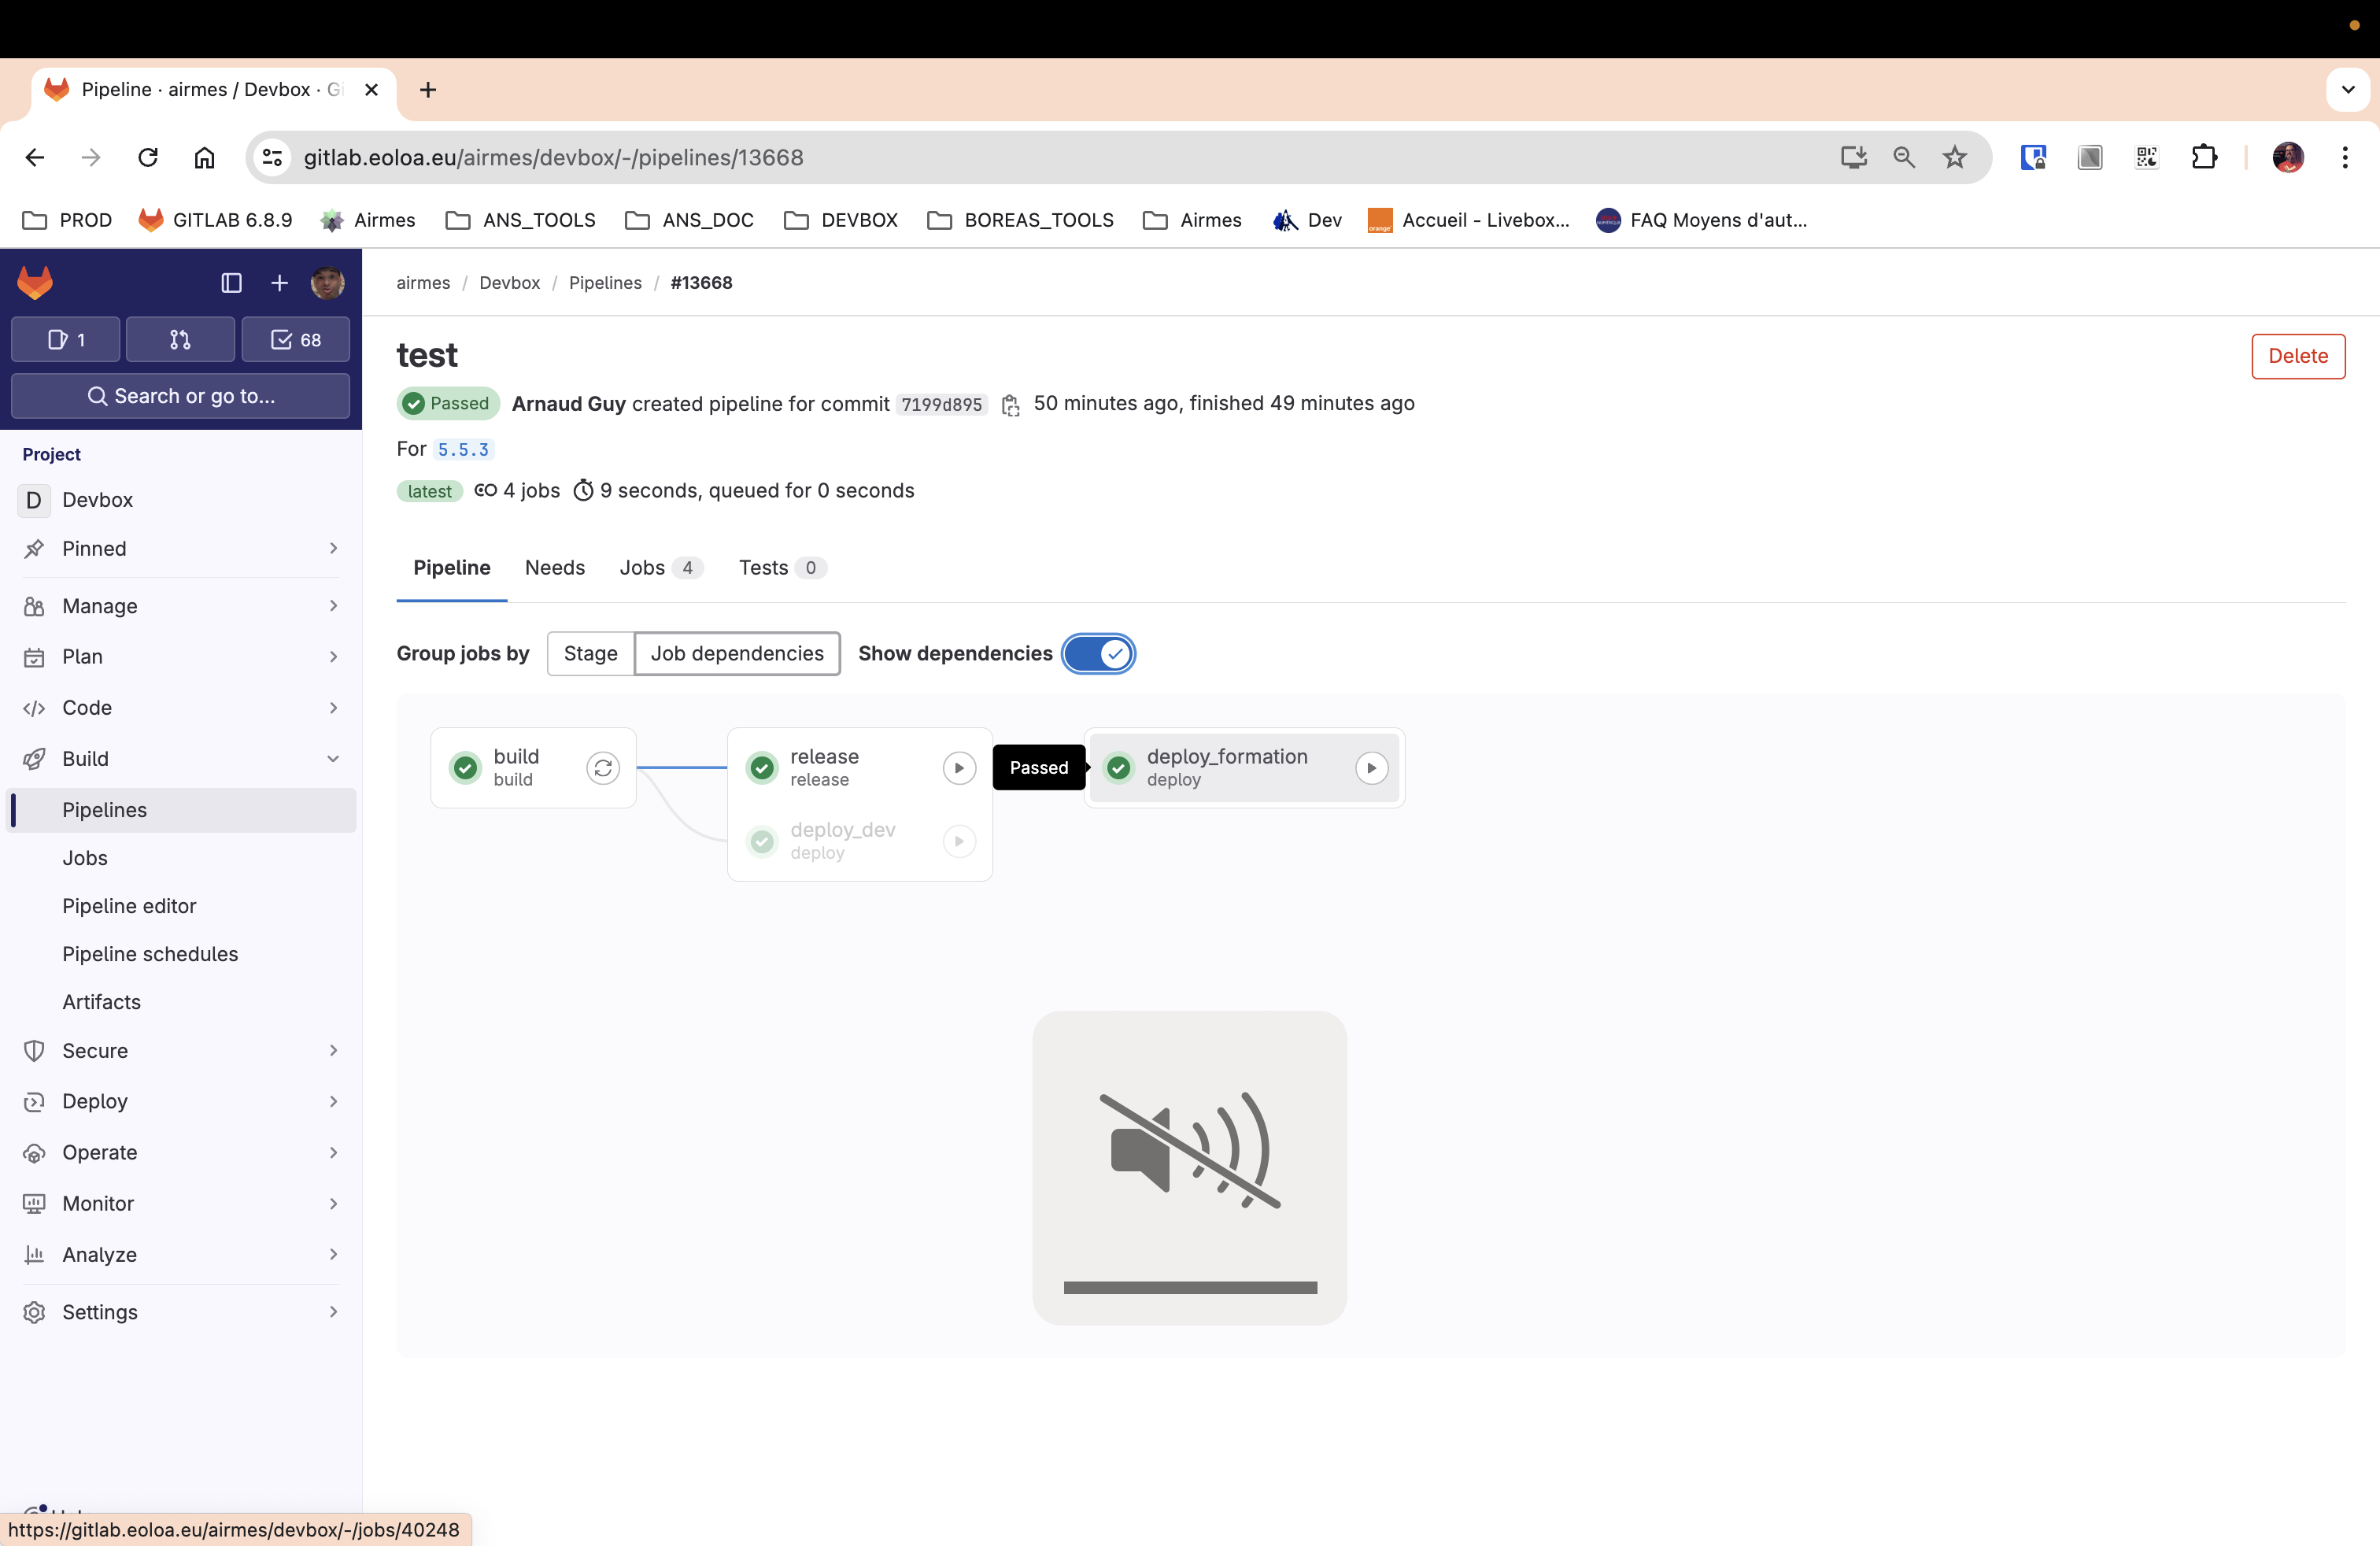 Pipeline · airmes / Devbox · Gi
gitlab.eoloa.eu/airmes/devbox/-/pipelines/13668
PROD
GITLAB 6.8.9
Airmes
ANS_TOOLS
ANS_DOC
DEVBOX
BOREAS_TOOLS
Airmes
Dev
Accueil - Livebox...
FAQ Moyens d'aut...
1
68
Search or go to...
Project
D Devbox
Pinned
Manage
Plan
Code
Build
Pipelines
Jobs
Pipeline editor
Pipeline schedules
Artifacts
Secure
Deploy
Operate
Monitor
Analyze
Settings
https://gitlab.eoloa.eu/airmes/devbox/-/jobs/40248
airmes / Devbox / Pipelines / #13668
test
Delete
Passed Arnaud Guy created pipeline for commit 7199d895 50 minutes ago, finished 49 minutes ago
For 5.5.3
latest 4 jobs 9 seconds, queued for 0 seconds
Pipeline Needs Jobs 4 Tests 0
Group jobs by Stage Job dependencies Show dependencies
build
build
release
release
deploy_dev
deploy
Passed
deploy_formation
deploy